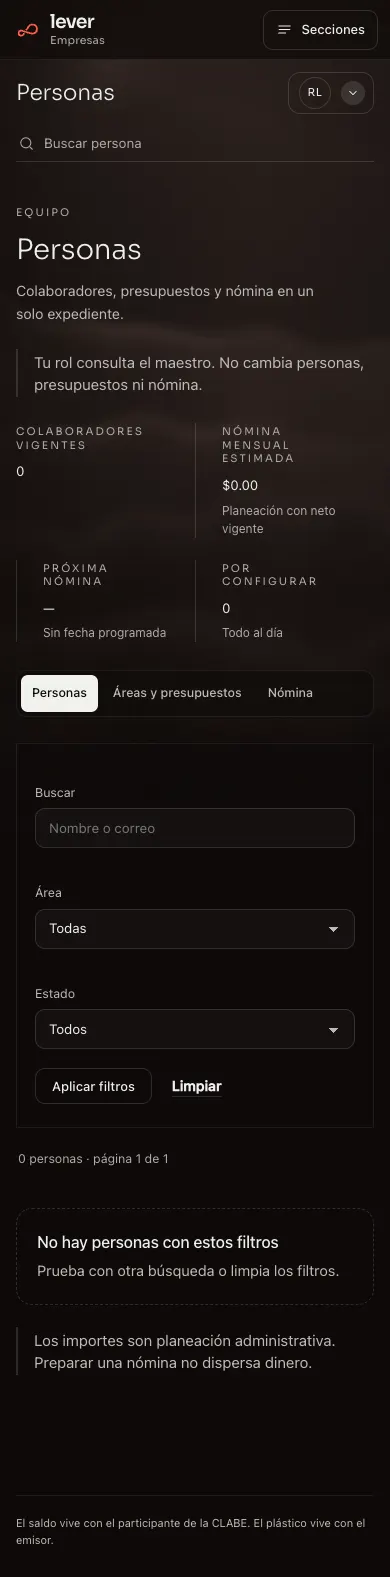 lever
Empresas
Secciones
Personas
RL
Buscar persona
EQUIPO
Personas
Colaboradores, presupuestos y nómina en un
solo expediente.
Tu rol consulta el maestro. No cambia personas,
presupuestos ni nómina.
COLABORADORES
VIGENTES
0
NÓMINA
MENSUAL
ESTIMADA
$0.00
Planeación con neto
vigente
PRÓXIMA
NÓMINA
—
Sin fecha programada
POR
CONFIGURAR
0
Todo al día
Personas
Áreas y presupuestos
Nómina
Buscar
Nombre o correo
Área
Todas
Estado
Todos
Aplicar filtros
Limpiar
0 personas · página 1 de 1
No hay personas con estos filtros
Prueba con otra búsqueda o limpia los filtros.
Los importes son planeación administrativa.
Preparar una nómina no dispersa dinero.
El saldo vive con el participante de la CLABE. El plástico vive con el
emisor.